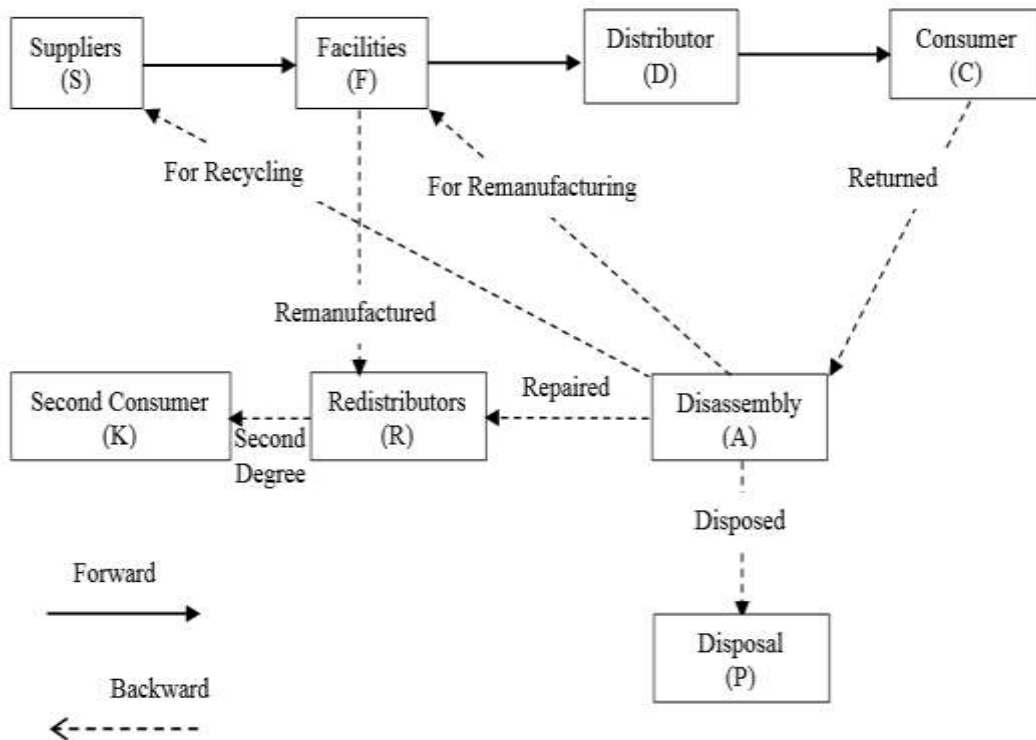 Suppliers
(S)
Facilities
(F)
Distributor
(D)
Consumer
(C)
For Recycling
For Remanufacturing
Returned
Remanufactured
Second Consumer
(K)
Second
Degree
Redistributors
(R)
Repaired
Disassembly
(A)
Disposed
Forward
Disposal
(P)
Backward